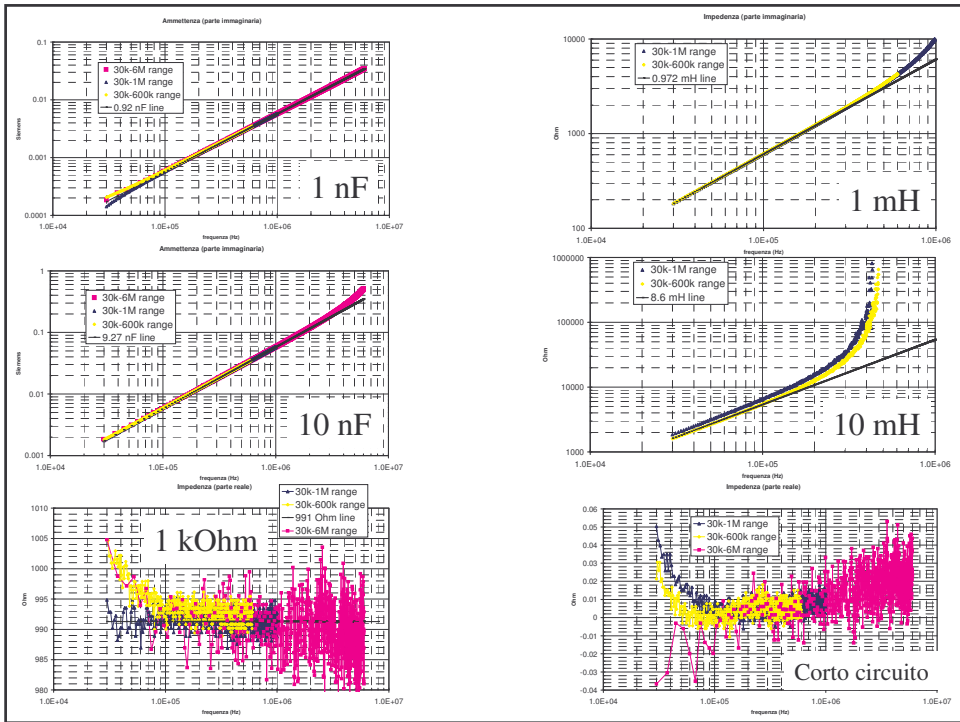 Ammettenza (parte immaginaria)
0.1
0.01
0.001
0.0001
Siemens
30k-6M range
30k-1M range
30k-600k range
0.92 nF line
1 nF
1.0E+04 1.0E+05 1.0E+06 1.0E+07
frequenza (Hz)
Impedenza (parte immaginaria)
10000
1000
100
Ohm
30k-1M range
30k-600k range
0.972 mH line
1 mH
1.0E+04 1.0E+05 1.0E+06
frequenza (Hz)
Ammettenza (parte immaginaria)
1
0.1
0.01
0.001
Siemens
30k-6M range
30k-1M range
30k-600k range
9.27 nF line
10 nF
1.0E+04 1.0E+05 1.0E+06 1.0E+07
frequenza (Hz)
1000000
100000
10000
1000
Ohm
30k-1M range
30k-600k range
8.6 mH line
10 mH
1.0E+04 1.0E+05 1.0E+06
frequenza (Hz)
Impedenza (parte reale)
1010
1005
1000
995
990
985
980
Ohm
30k-1M range
30k-600k range
991 Ohm line
30k-6M range
1 kOhm
1.0E+04 1.0E+05 1.0E+06 1.0E+07
frequenza (Hz)
Impedenza (parte reale)
0.06
0.05
0.04
0.03
0.02
0.01
0
-0.01
-0.02
-0.03
-0.04
Ohm
30k-1M range
30k-600k range
30k-6M range
Corto circuito
1.0E+04 1.0E+05 1.0E+06 1.0E+07
frequenza (Hz)